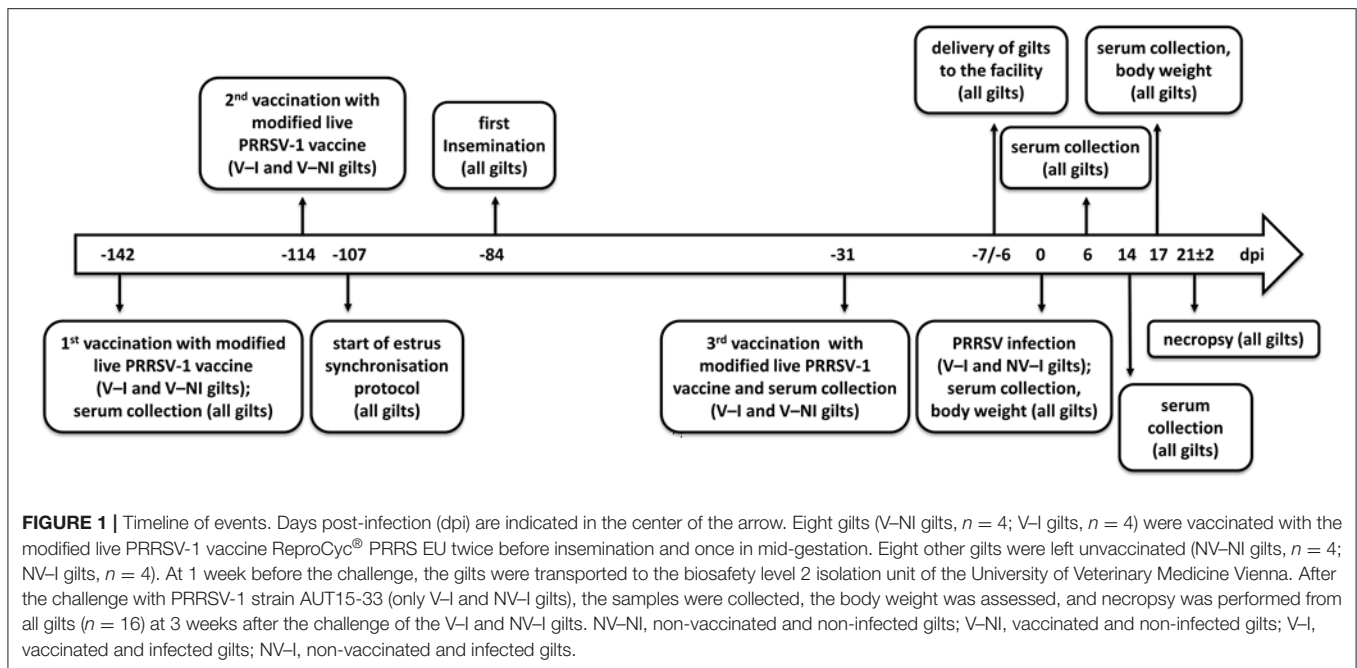 2nd vaccination with
modified live
PRRSV-1 vaccine
(V–I and V–NI gilts)
first
Insemination
(all gilts)
delivery of gilts
to the facility
(all gilts)
serum collection,
body weight
(all gilts)
serum collection
(all gilts)
-142 -114 -107 -84 -31 -7/-6 0 6 14 17 21±2 dpi
1st vaccination with modified
live PRRSV-1 vaccine
(V–I and V–NI gilts);
serum collection (all gilts)
start of estrus
synchronisation
protocol
(all gilts)
3rd vaccination with
modified live PRRSV-1
vaccine and serum collection
(V–I and V–NI gilts)
PRRSV infection
(V–I and NV–I gilts);
serum collection,
body weight (all gilts)
serum
collection
(all gilts)
necropsy (all gilts)
FIGURE 1 | Timeline of events. Days post-infection (dpi) are indicated in the center of the arrow. Eight gilts (V–NI gilts, n = 4; V–I gilts, n = 4) were vaccinated with the
modified live PRRSV-1 vaccine ReproCyc® PRRS EU twice before insemination and once in mid-gestation. Eight other gilts were left unvaccinated (NV–NI gilts, n = 4;
NV–I gilts, n = 4). At 1 week before the challenge, the gilts were transported to the biosafety level 2 isolation unit of the University of Veterinary Medicine Vienna. After
the challenge with PRRSV-1 strain AUT15-33 (only V–I and NV–I gilts), the samples were collected, the body weight was assessed, and necropsy was performed from
all gilts (n = 16) at 3 weeks after the challenge of the V–I and NV–I gilts. NV–NI, non-vaccinated and non-infected gilts; V–NI, vaccinated and non-infected gilts; V–I,
vaccinated and infected gilts; NV–I, non-vaccinated and infected gilts.